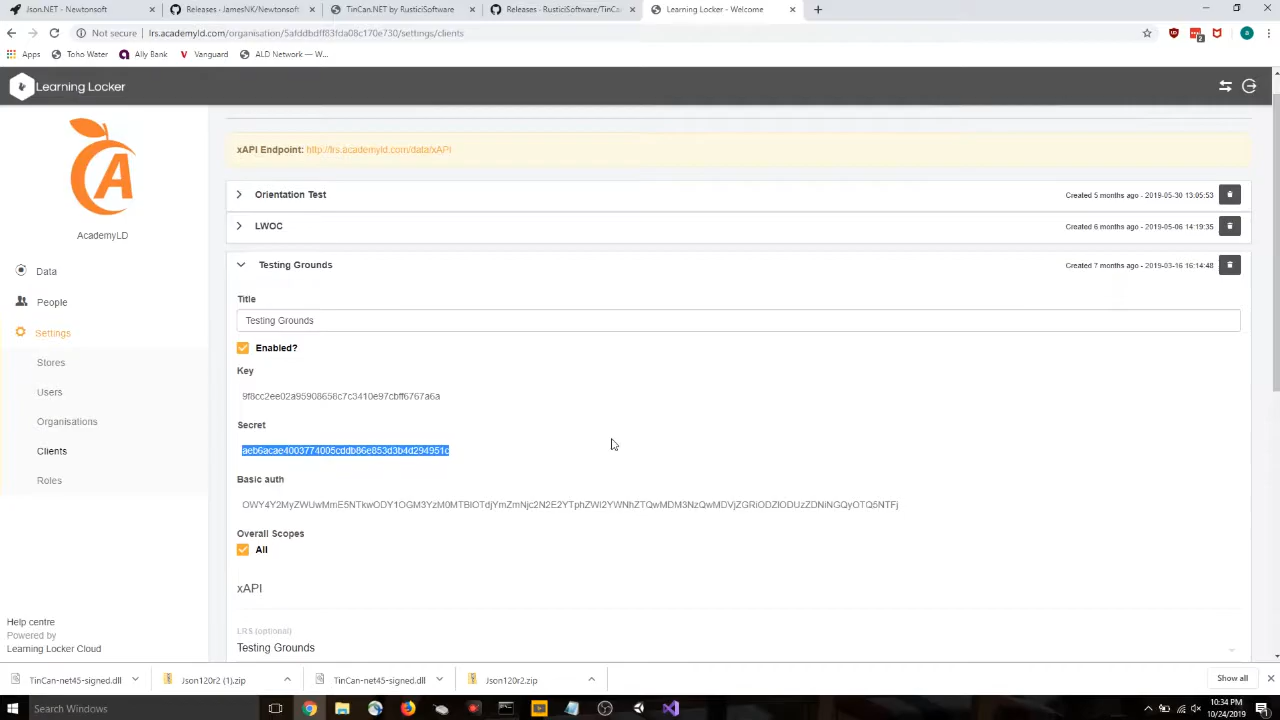 Json.NET - Newtonsoft
Releases · JamesNK/Newtonsoft
TinCan.NET by RusticiSoftware
Releases · RusticiSoftware/TinCa
Learning Locker - Welcome
Not secure | lrs.academyld.com/organisation/5afddbdff83fda08c170e730/settings/clients
Apps
Toho Water
Ally Bank
Vanguard
ALD Network — W...
Learning Locker
AcademyLD
Data
People
Settings
Stores
Users
Organisations
Clients
Roles
Help centre
Powered by
Learning Locker Cloud
xAPI Endpoint: http://lrs.academyld.com/data/xAPI
Orientation Test
Created 5 months ago - 2019-05-30 13:05:53
LWOC
Created 6 months ago - 2019-05-06 14:19:35
Testing Grounds
Created 7 months ago - 2019-03-16 16:14:48
Title
Testing Grounds
Enabled?
Key
9f8cc2ee02a95908658c7c3410e97cbff6767a6a
Secret
aeb6acae4003774005cddb86e853d3b4d294951c
Basic auth
Overall Scopes
All
xAPI
LRS (optional)
Testing Grounds
TinCan-net45-signed.dll
Json120r2 (1).zip
TinCan-net45-signed.dll
Json120r2.zip
Show all
Search Windows
10:34 PM
10/24/2019